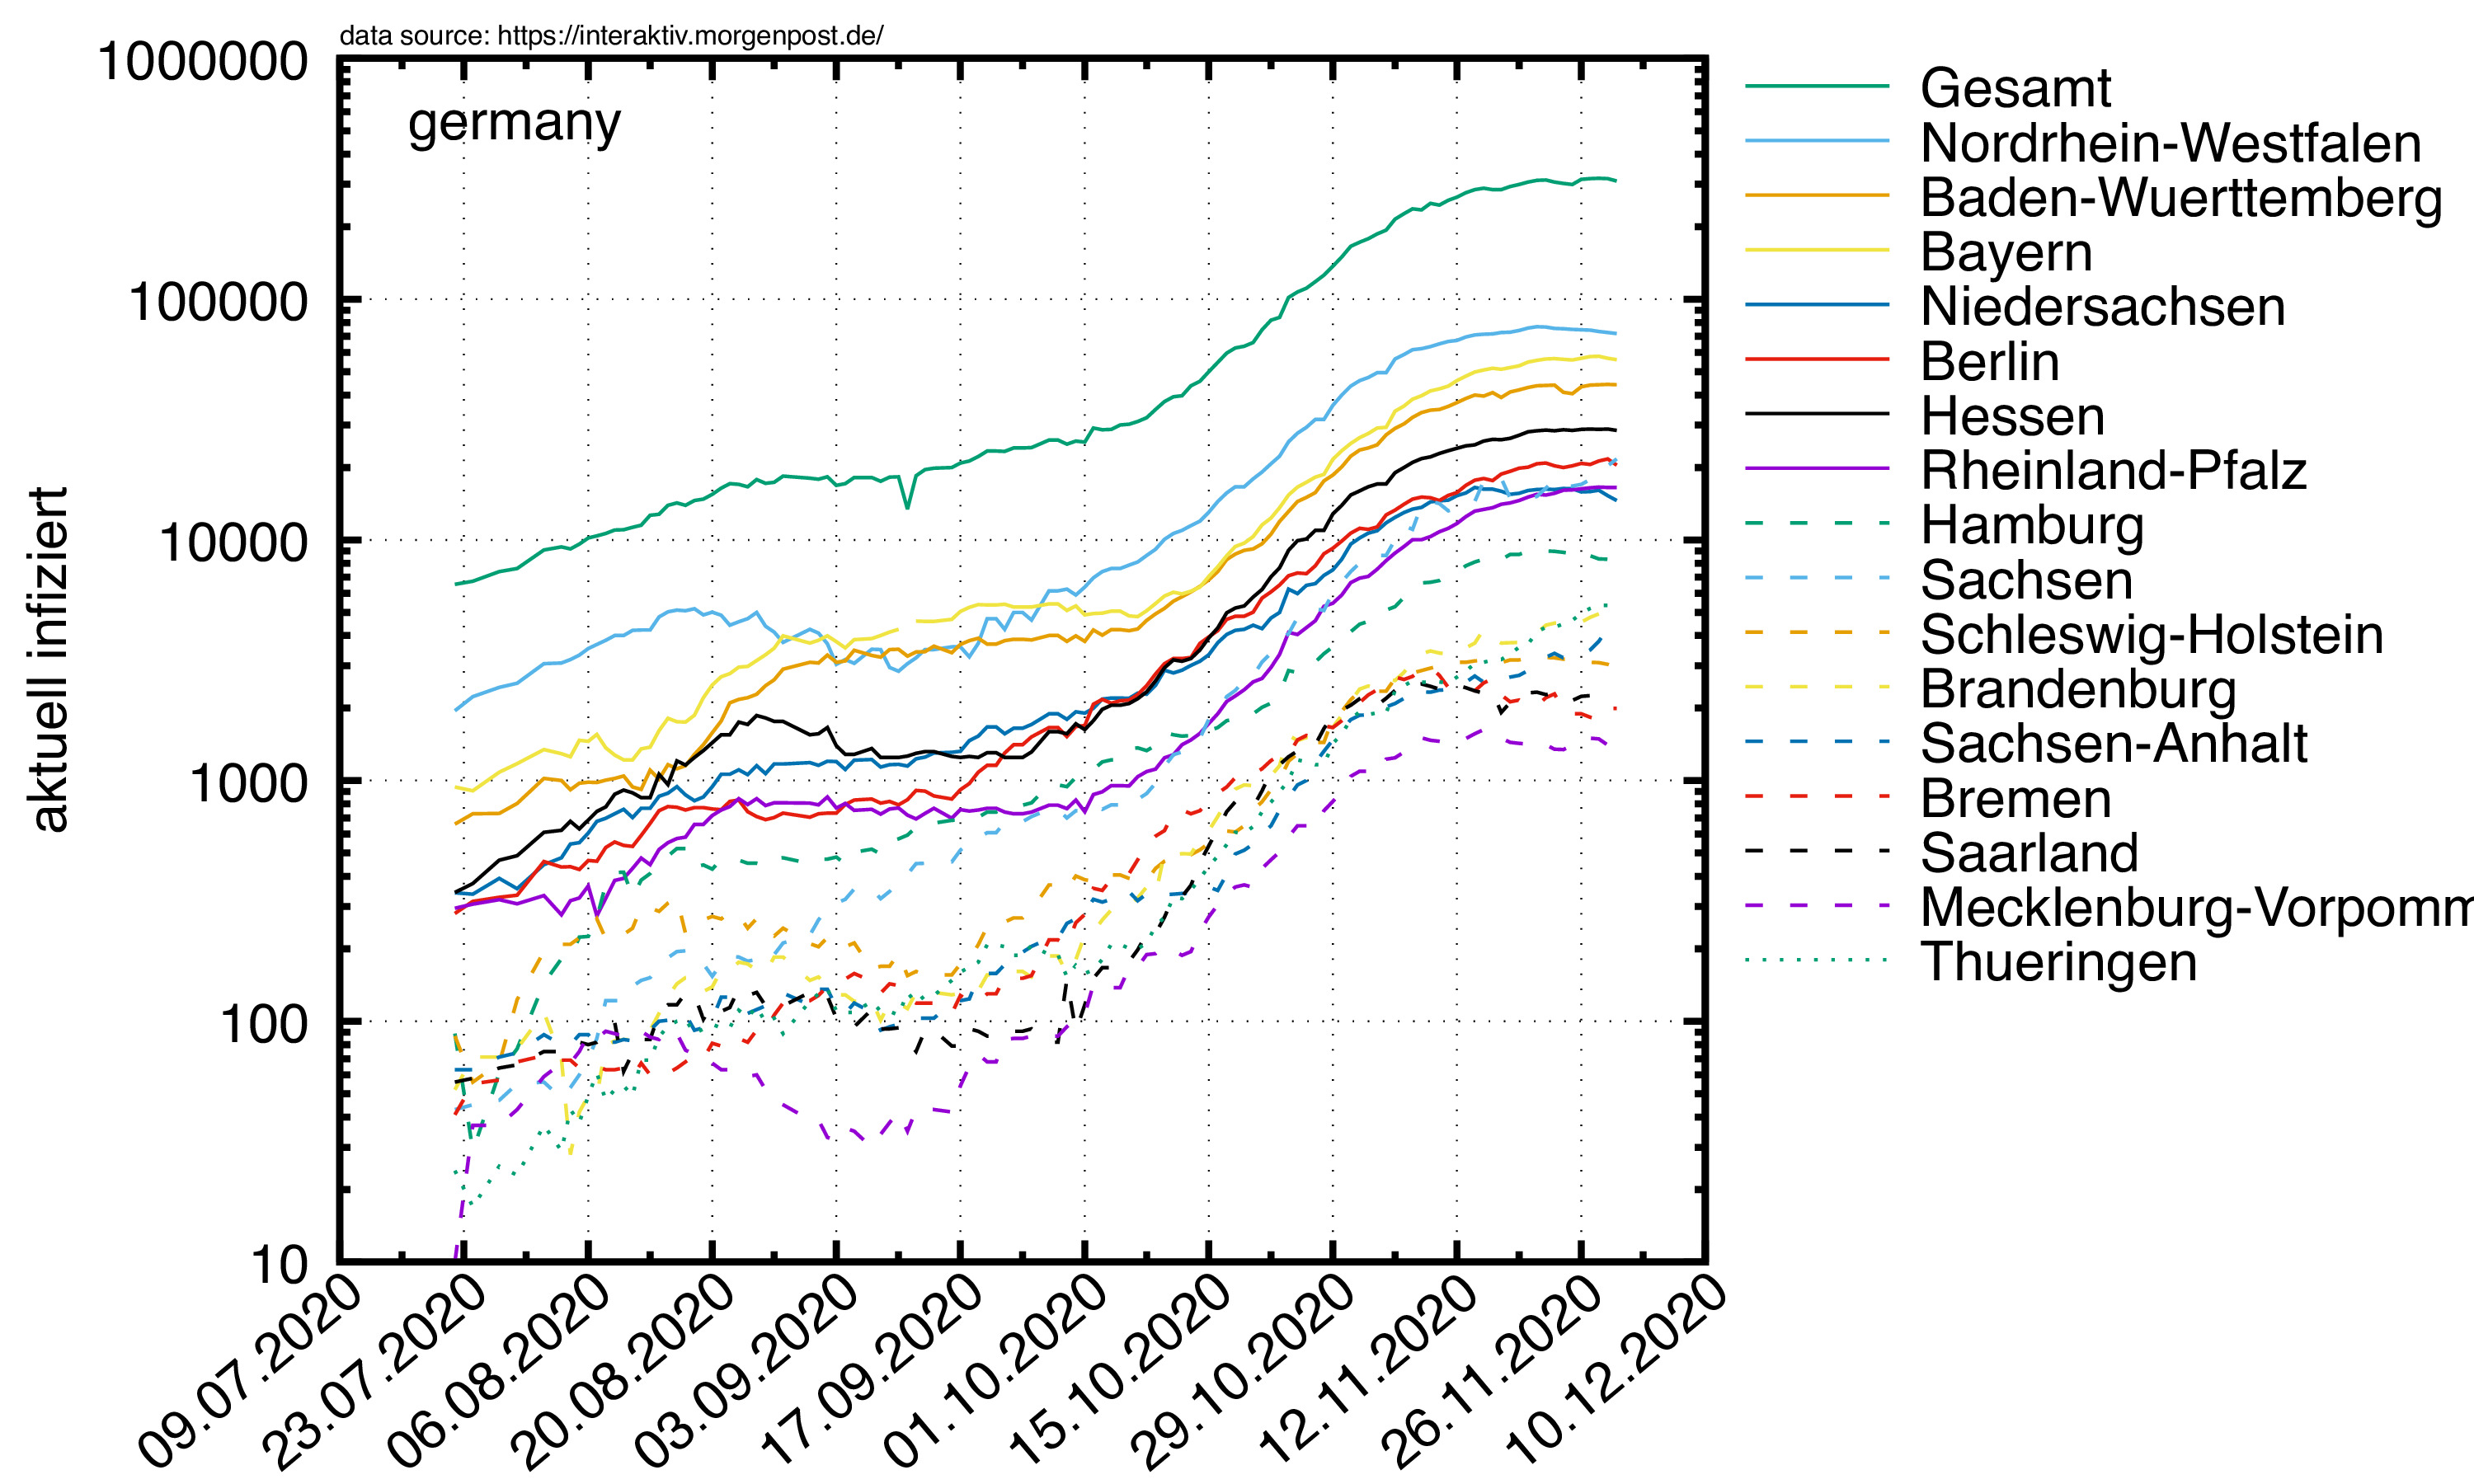 data source: https://interaktiv.morgenpost.de/
germany
aktuell infiziert
1000000
100000
10000
1000
100
10
09.07.2020
23.07.2020
06.08.2020
20.08.2020
03.09.2020
17.09.2020
01.10.2020
15.10.2020
29.10.2020
12.11.2020
26.11.2020
10.12.2020
Gesamt
Nordrhein-Westfalen
Baden-Wuerttemberg
Bayern
Niedersachsen
Berlin
Hessen
Rheinland-Pfalz
Hamburg
Sachsen
Schleswig-Holstein
Brandenburg
Sachsen-Anhalt
Bremen
Saarland
Mecklenburg-Vorpomm
Thueringen